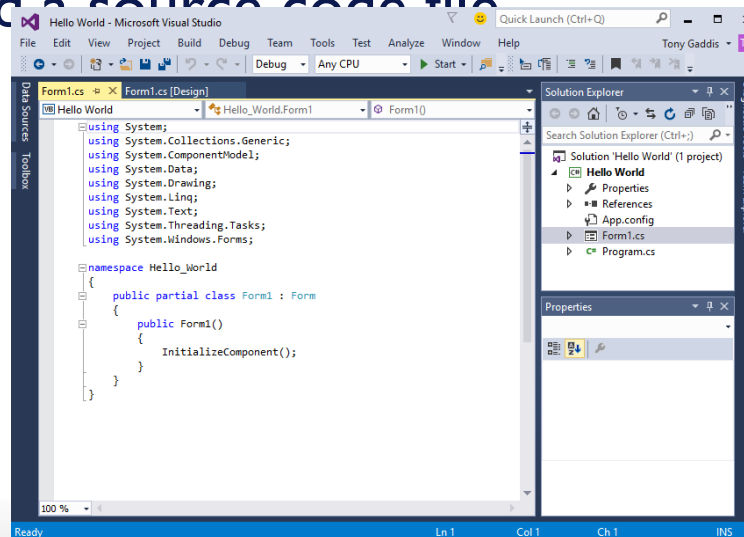 a source code file
Hello World - Microsoft Visual Studio
Quick Launch (Ctrl+Q)
File Edit View Project Build Debug Team Tools Test Analyze Window Help
Tony Gaddis
Debug Any CPU Start
Data Sources
Toolbox
Form1.cs Form1.cs [Design]
VB Hello World Hello_World.Form1 Form1()
using System;
using System.Collections.Generic;
using System.ComponentModel;
using System.Data;
using System.Drawing;
using System.Linq;
using System.Text;
using System.Threading.Tasks;
using System.Windows.Forms;
namespace Hello_World
{
public partial class Form1 : Form
{
public Form1()
{
InitializeComponent();
}
}
}
100 %
Solution Explorer
Search Solution Explorer (Ctrl+;)
Solution 'Hello World' (1 project)
C# Hello World
Properties
References
App.config
Form1.cs
C# Program.cs
Properties
Ready Ln 1 Col 1 Ch 1 INS